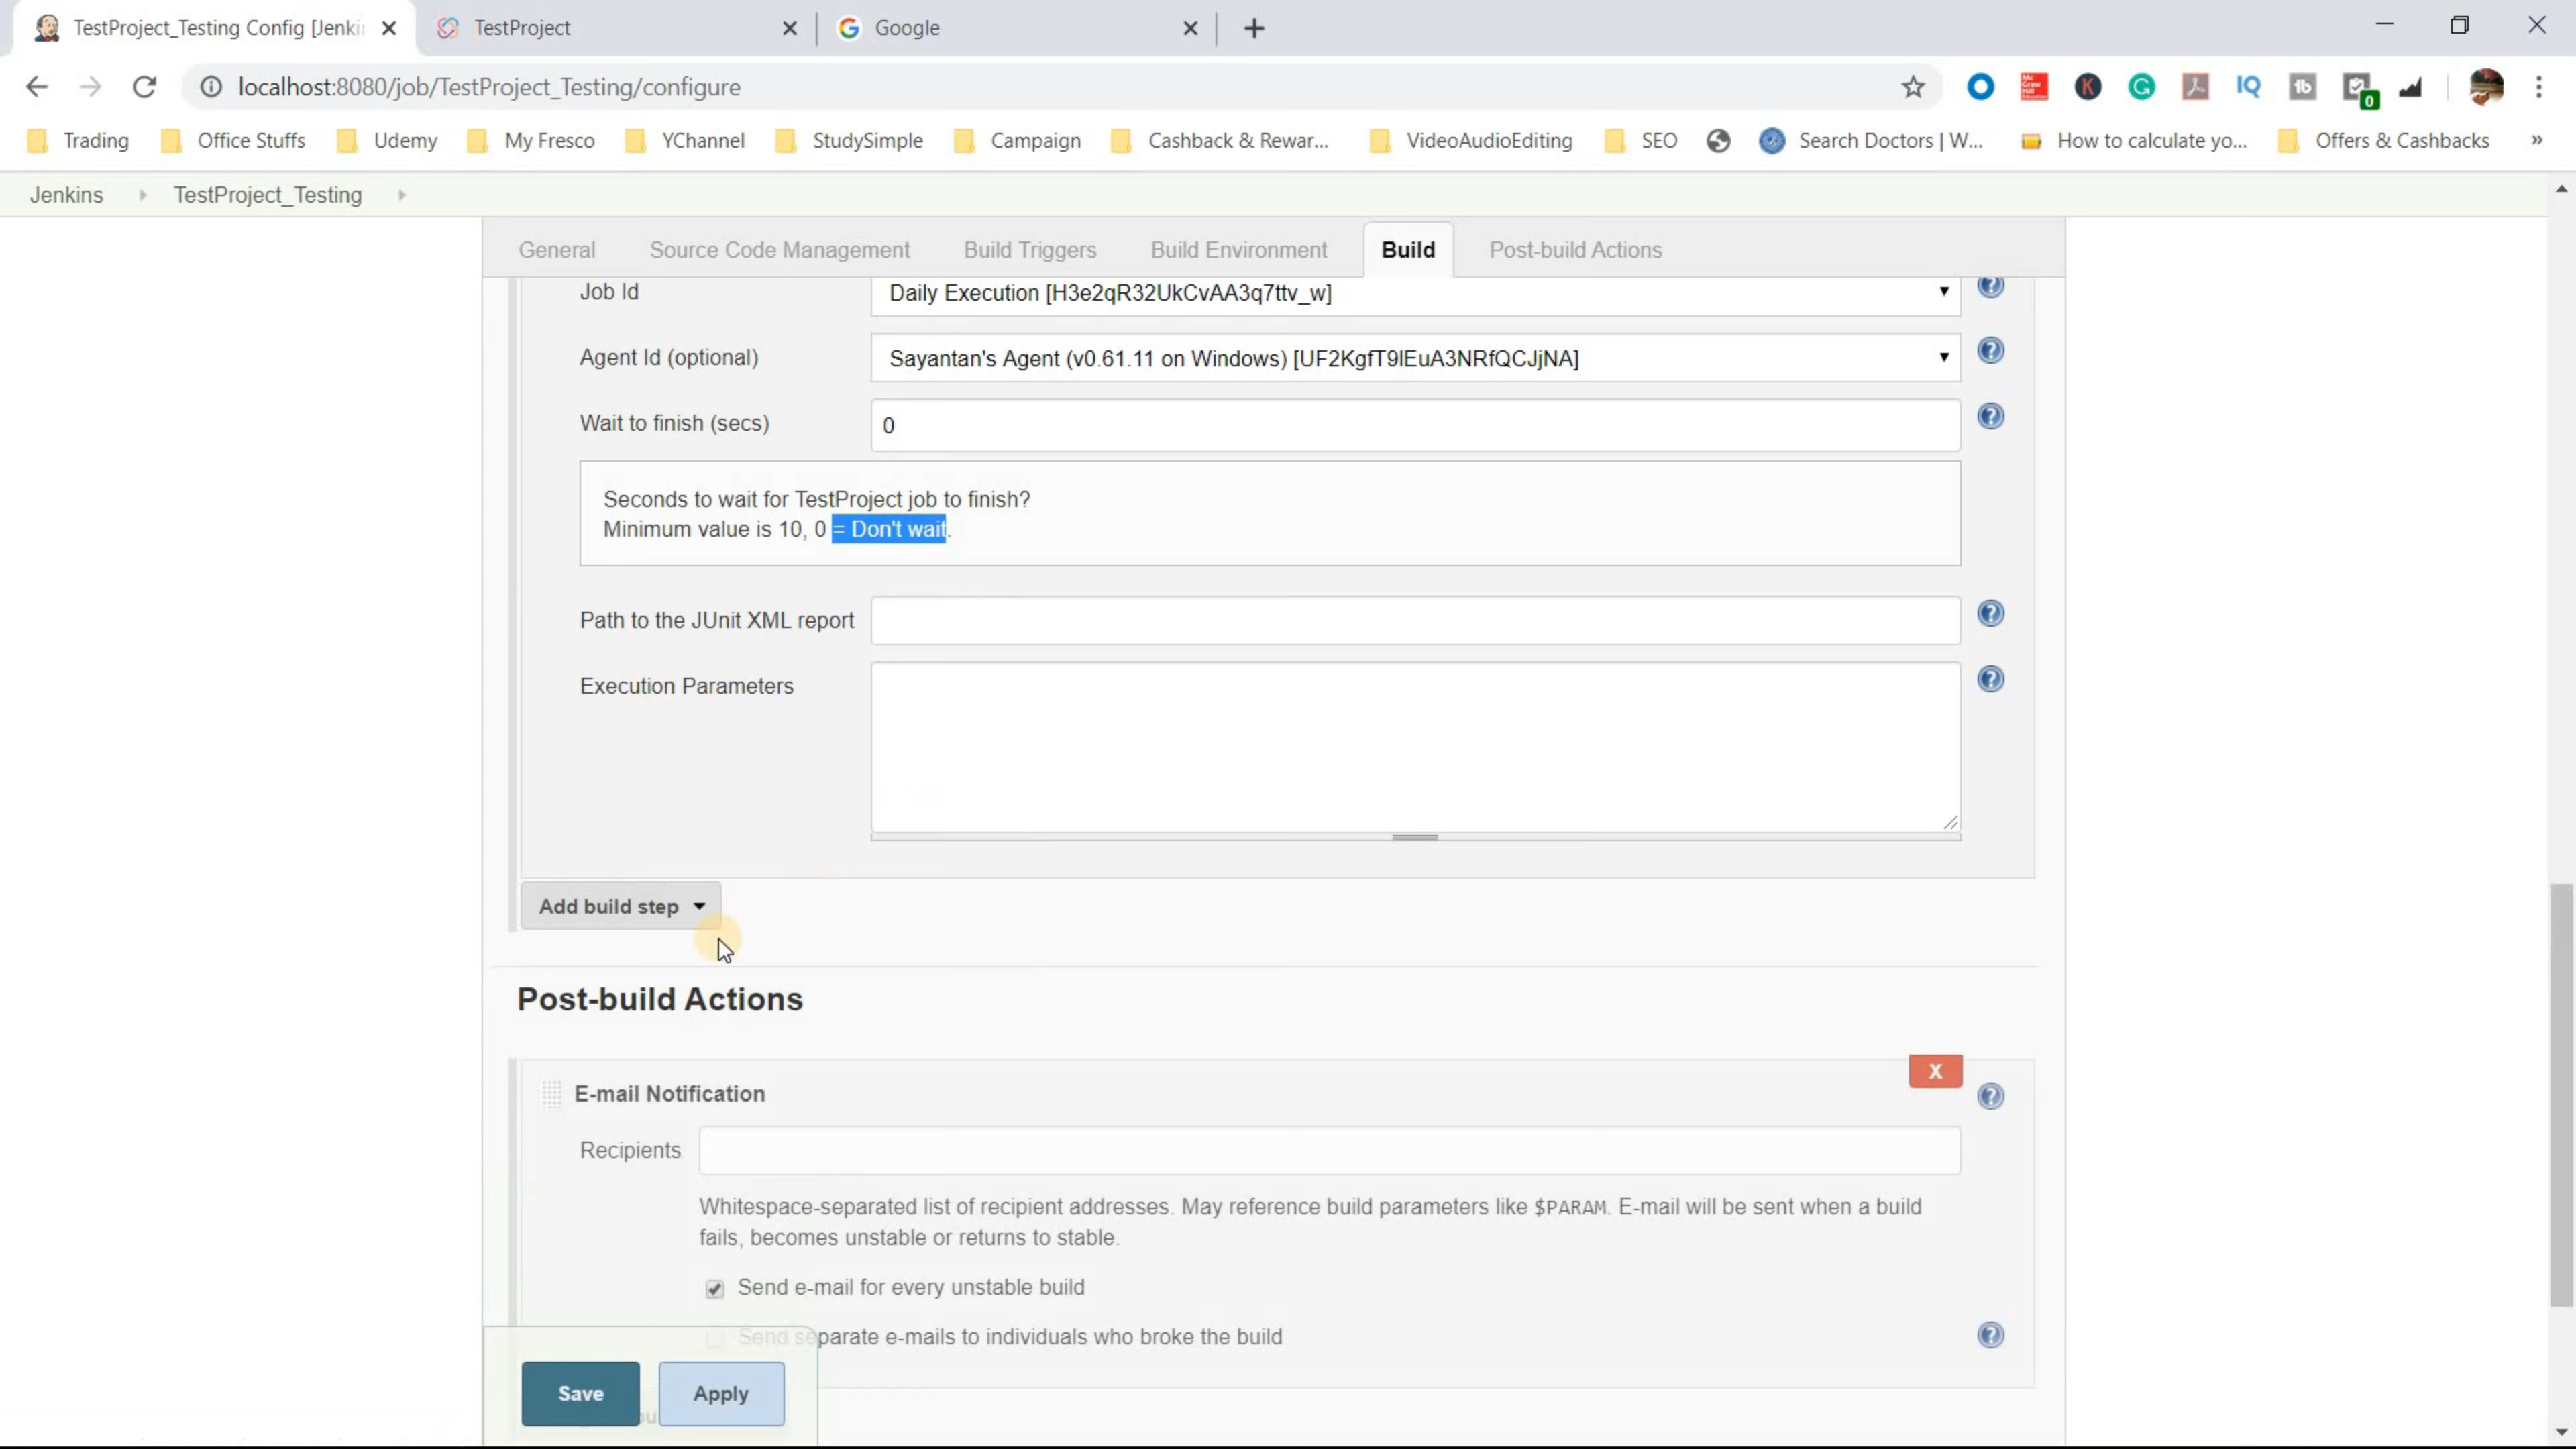 TestProject_Testing Config [Jenki
TestProject
Google
localhost:8080/job/TestProject_Testing/configure
Trading
Office Stuffs
Udemy
My Fresco
YChannel
StudySimple
Campaign
Cashback & Rewar...
VideoAudioEditing
SEO
Search Doctors | W...
How to calculate yo...
Offers & Cashbacks
Jenkins
TestProject_Testing
General
Source Code Management
Build Triggers
Build Environment
Build
Post-build Actions
Job Id
Daily Execution [H3e2qR32UkCvAA3q7ttv_w]
Agent Id (optional)
Sayantan's Agent (v0.61.11 on Windows) [UF2KgfT9lEuA3NRfQCJjNA]
Wait to finish (secs)
0
Seconds to wait for TestProject job to finish?
Minimum value is 10, 0 = Don't wait.
Path to the JUnit XML report
Execution Parameters
Add build step
Post-build Actions
X
E-mail Notification
Recipients
Whitespace-separated list of recipient addresses. May reference build parameters like $PARAM. E-mail will be sent when a build
fails, becomes unstable or returns to stable.
Send e-mail for every unstable build
Send separate e-mails to individuals who broke the build
Save
Apply